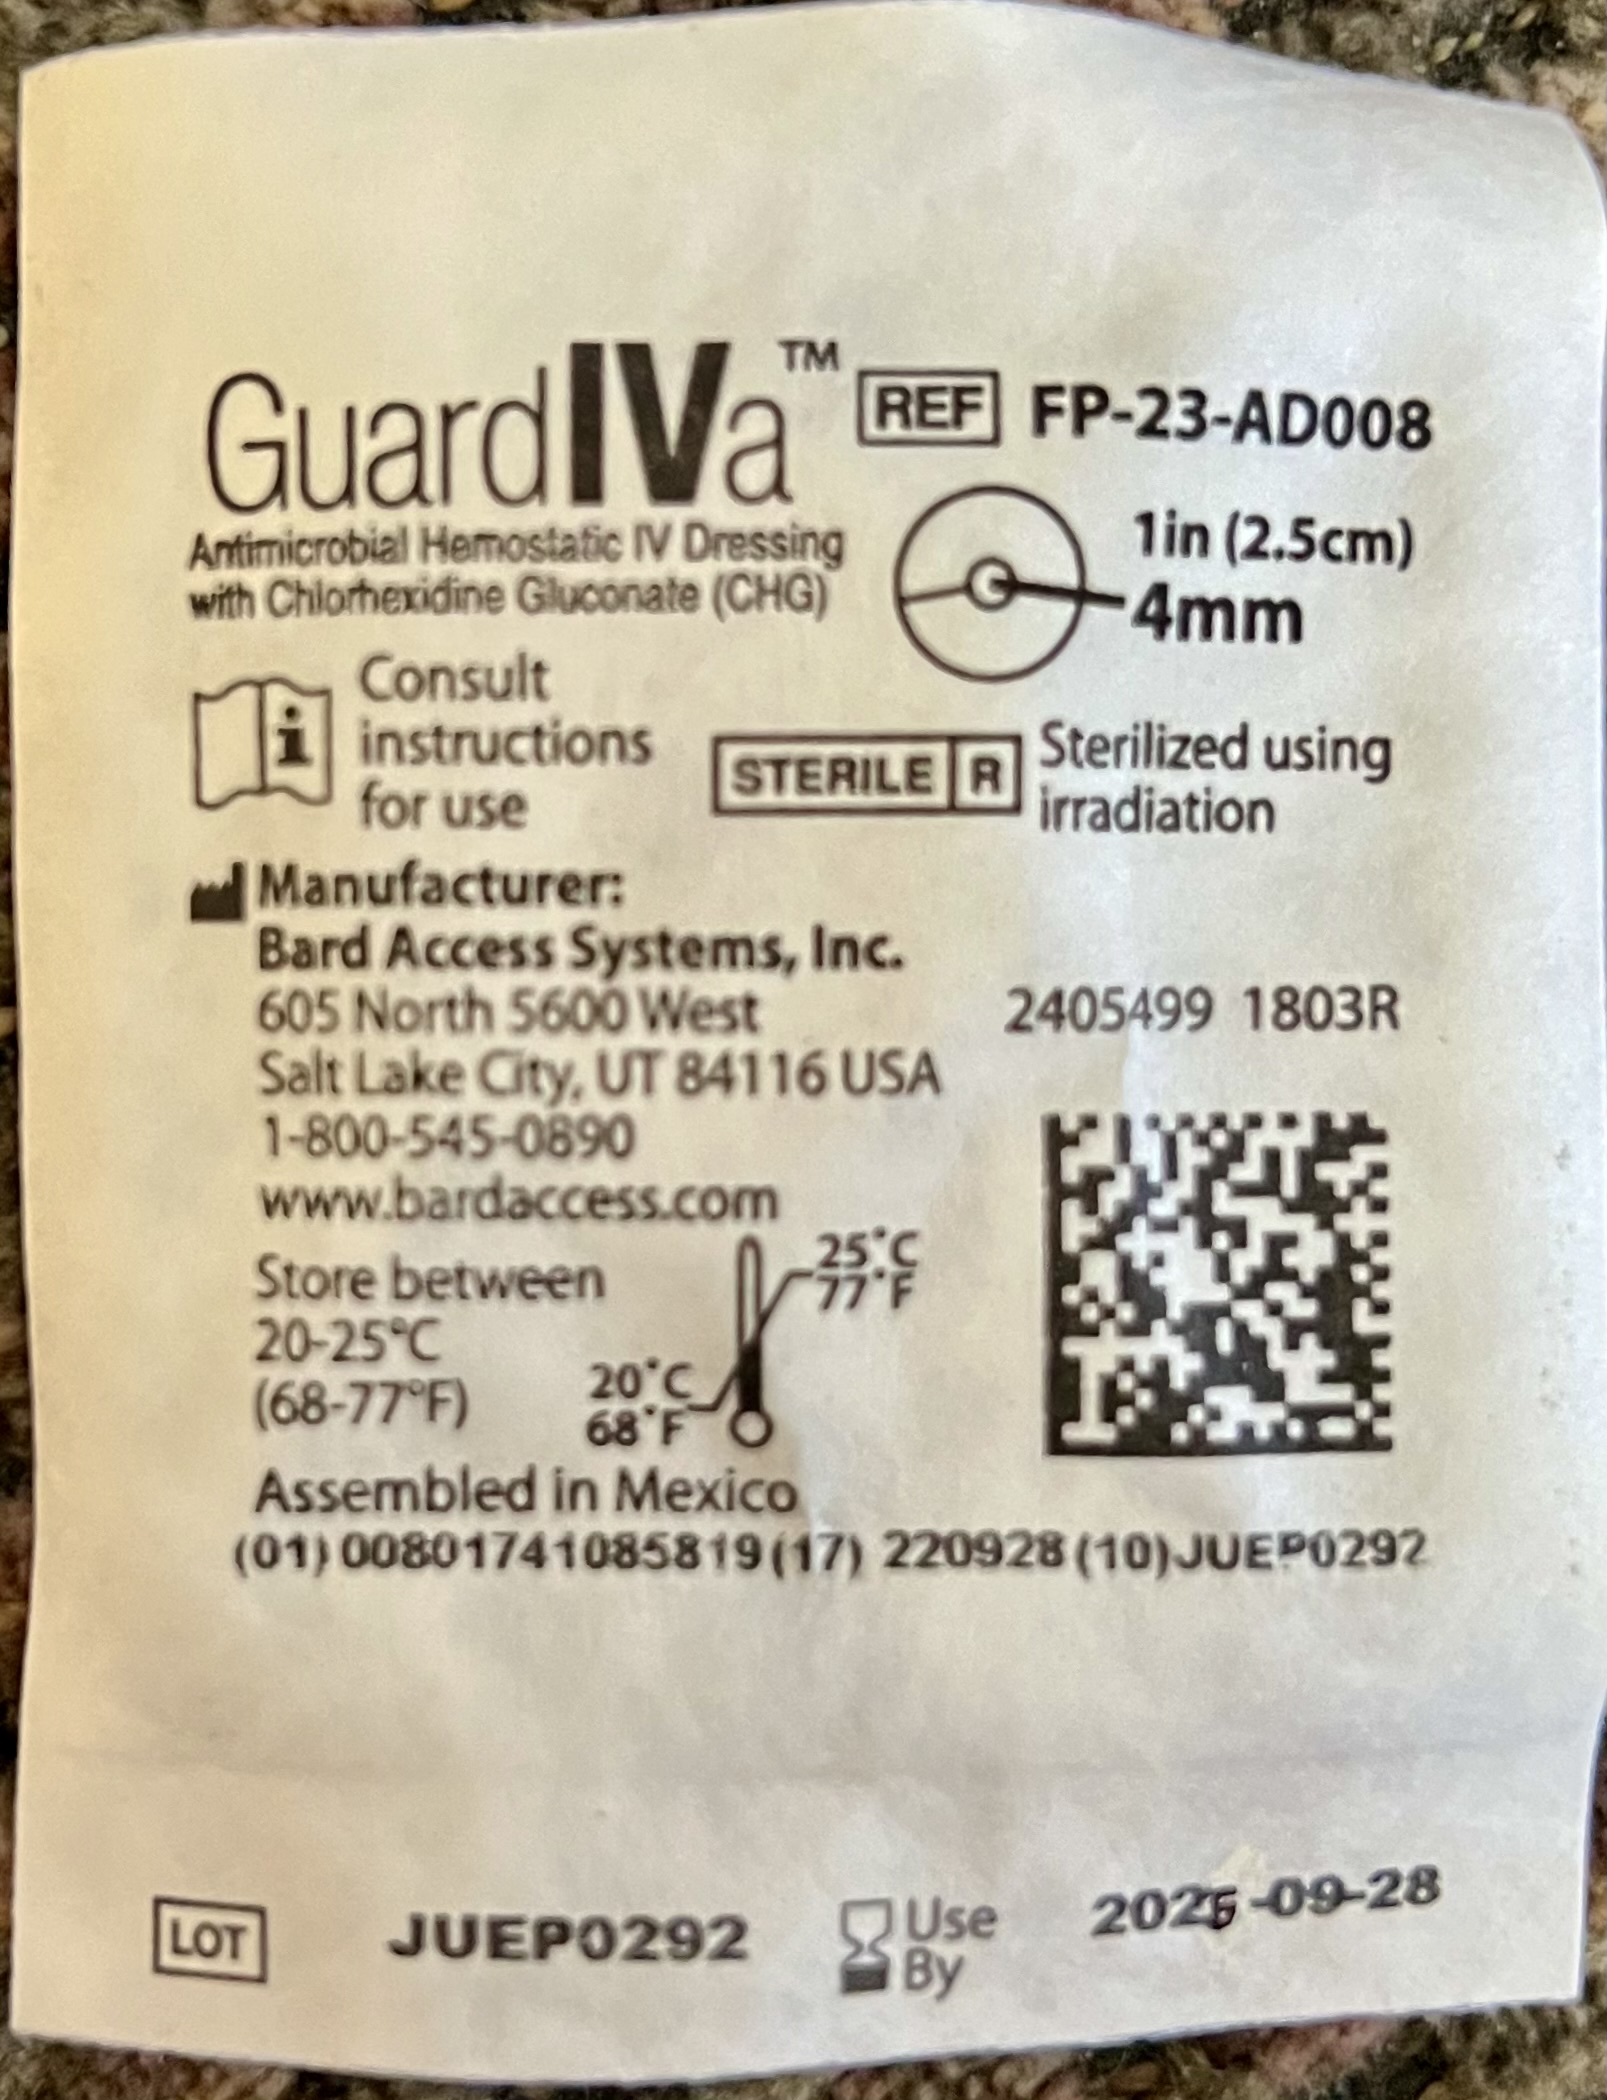 GuardIVa™ REF FP-23-AD008
Antimicrobial Hemostatic IV Dressing
with Chlorhexidine Gluconate (CHG)
1in (2.5cm)
4mm
Consult
instructions
for use
STERILE R
Sterilized using
irradiation
Manufacturer:
Bard Access Systems, Inc.
605 North 5600 West
Salt Lake City, UT 84116 USA
1-800-545-0890
www.bardaccess.com
2405499 1803R
Store between
20-25°C
(68-77°F)
25°C
77°F
20°C
68°F
Assembled in Mexico
(01)00801741085819(17) 220928(10)JUEP0292
LOT JUEP0292
Use
By